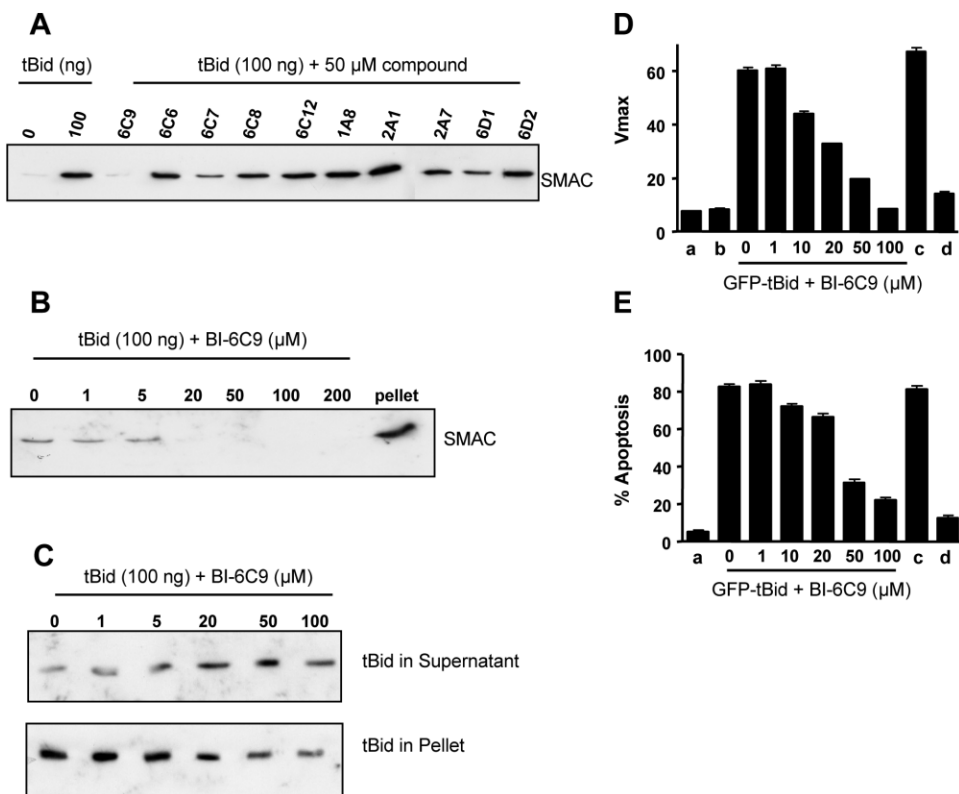 A
tBid (ng)
tBid (100 ng) + 50 µM compound
0 100 6C9 6C6 6C7 6C8 6C12 1A8 2A1 2A7 6D1 6D2
SMAC
B
tBid (100 ng) + BI-6C9 (µM)
0 1 5 20 50 100 200 pellet
SMAC
C
tBid (100 ng) + BI-6C9 (µM)
0 1 5 20 50 100
tBid in Supernatant
tBid in Pellet
D
Vmax
60
40
20
0
a b 0 1 10 20 50 100 c d
GFP-tBid + BI-6C9 (µM)
E
% Apoptosis
100
80
60
40
20
0
a 0 1 10 20 50 100 c d
GFP-tBid + BI-6C9 (µM)